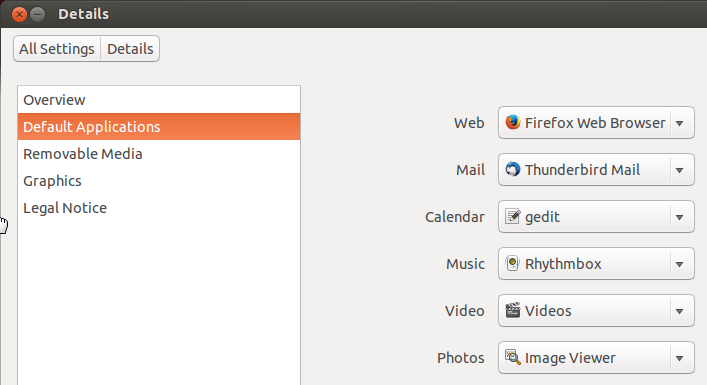 Details
All Settings Details
Overview
Default Applications
Removable Media
Graphics
Legal Notice
Web Firefox Web Browser
Mail Thunderbird Mail
Calendar gedit
Music Rhythmbox
Video Videos
Photos Image Viewer